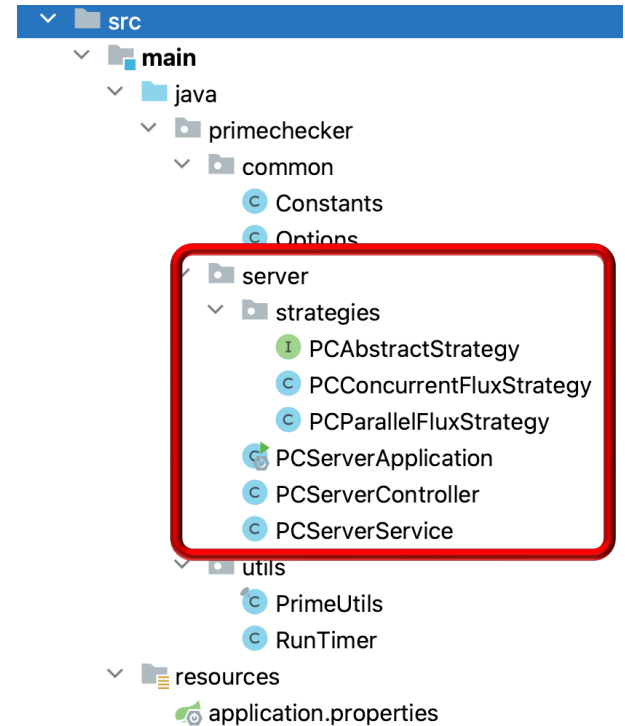 src
main
java
primechecker
common
C Constants
C Options
server
strategies
I PCAbstractStrategy
C PCConcurrentFluxStrategy
C PCParallelFluxStrategy
C PCServerApplication
C PCServerController
C PCServerService
utils
C PrimeUtils
C RunTimer
resources
application.properties